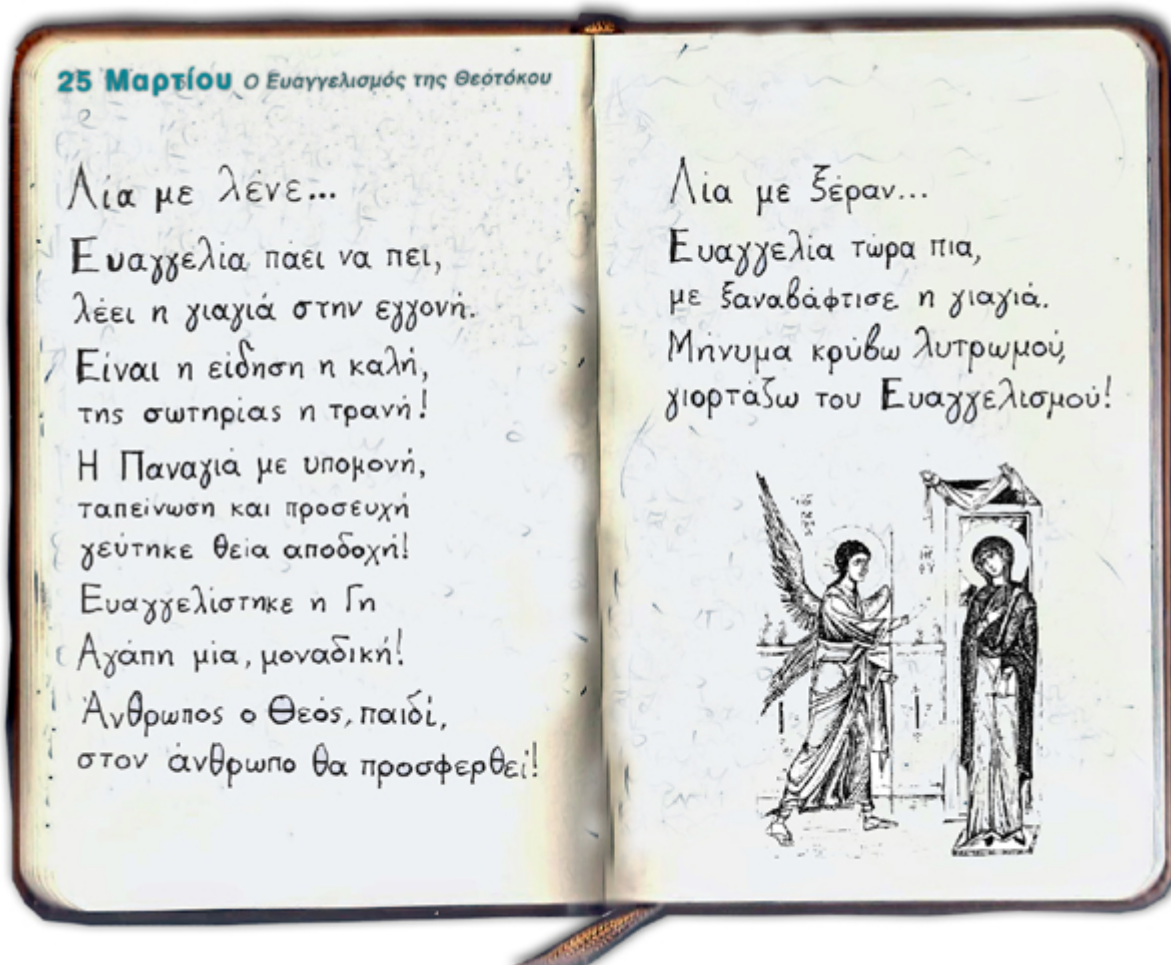 25 Μαρτίου Ο Ευαγγελισμός της Θεοτόκου
Λία με λένε...
Ευαγγελία πάει να πει,
λέει η γιαγιά στην εγγονή.
Είναι η είδηση η καλή,
της σωτηρίας η τρανή!
Η Παναγιά με υπομονή,
ταπείνωση και προσευχή
γεύτηκε θεία αποδοχή!
Ευαγγελίστηκε η Γη
Αγάπη μία, μοναδική!
Άνθρωπος ο Θεός, παιδί,
στον άνθρωπο θα προσφερθεί!
Λία με ξέραν...
Ευαγγελία τώρα πια,
με ξαναβάφτισε η γιαγιά.
Μήνυμα κρύβω λυτρωμού,
γιορτάζω του Ευαγγελισμού!